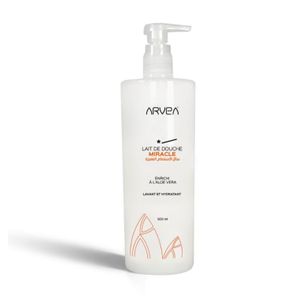 ARVEA
LAIT DE DOUCHE
MIRACLE
ENRICHI
À L'ALOE VERA
LAVANT ET HYDRATANT
500 ml